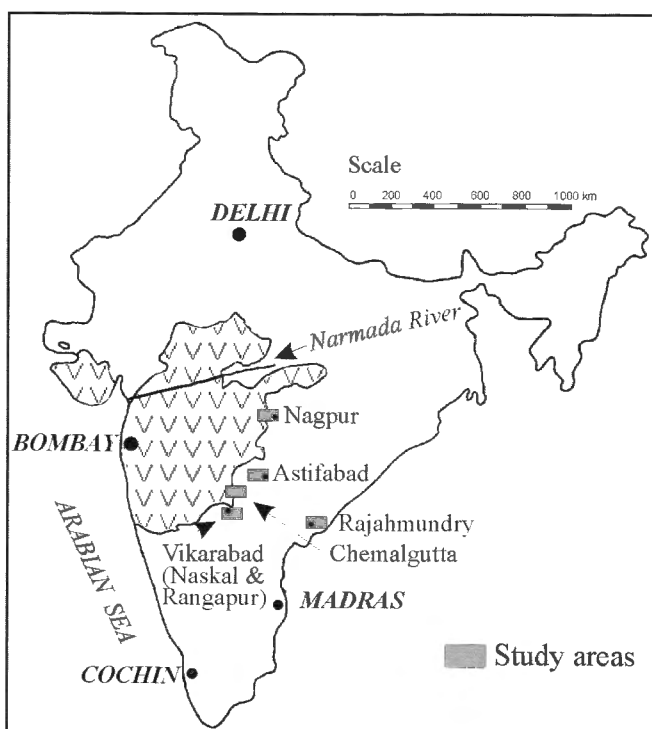 Scale
0 200 400 600 800 1000 km
DELHI
Narmada River
Nagpur
BOMBAY
Astifabad
ARABIAN SEA
Rajahmundry
Chemalgutta
Vikarabad
(Naskal &
Rangapur)
MADRAS
COCHIN
Study areas